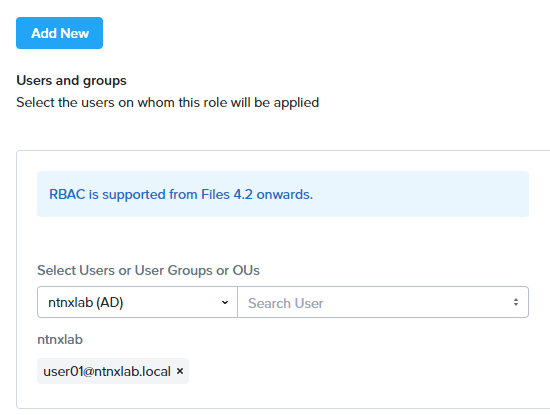 Add New
Users and groups
Select the users on whom this role will be applied
RBAC is supported from Files 4.2 onwards.
Select Users or User Groups or OUs
ntnxlab (AD)
Search User
ntnxlab
user01@ntnxlab.local ×